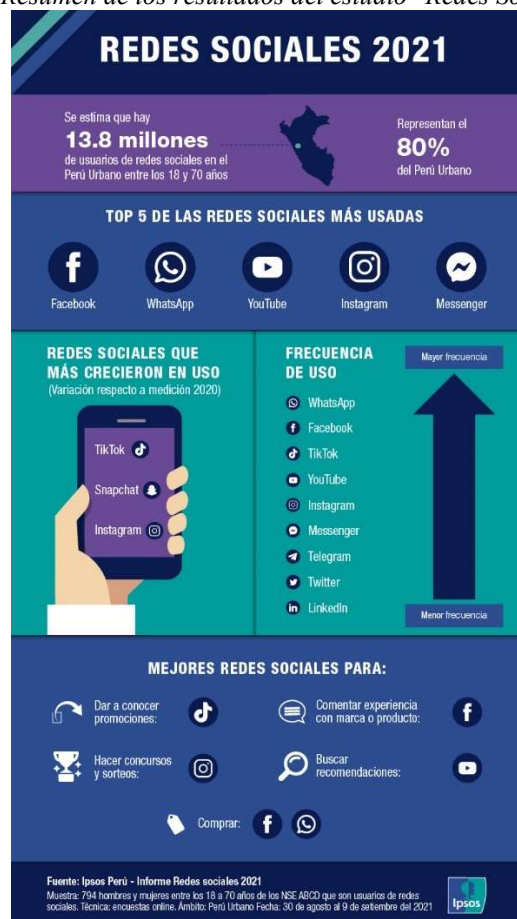 Resumen de los resultados del estudio "Redes So
REDES SOCIALES 2021
Se estima que hay
13.8 millones
de usuarios de redes sociales en el
Perú Urbano entre los 18 y 70 años
Representan el
80%
del Perú Urbano
TOP 5 DE LAS REDES SOCIALES MÁS USADAS
Facebook
WhatsApp
YouTube
Instagram
Messenger
REDES SOCIALES QUE
MÁS CRECIERON EN USO
(Variación respecto a medición 2020)
TikTok
Snapchat
Instagram
FRECUENCIA
DE USO
Mayor frecuencia
WhatsApp
Facebook
TikTok
YouTube
Instagram
Messenger
Telegram
Twitter
LinkedIn
Menor frecuencia
MEJORES REDES SOCIALES PARA:
Dar a conocer
promociones:
Comentar experiencia
con marca o producto:
Hacer concursos
y sorteos:
Buscar
recomendaciones:
Comprar:
Fuente: Ipsos Perú - Informe Redes sociales 2021
Muestra: 794 hombres y mujeres entre los 18 a 70 años de los NSE ABCD que son usuarios de redes
sociales. Técnica: encuestas online. Ámbito: Perú Urbano Fecha: 30 de agosto al 9 de setiembre del 2021
Ipsos